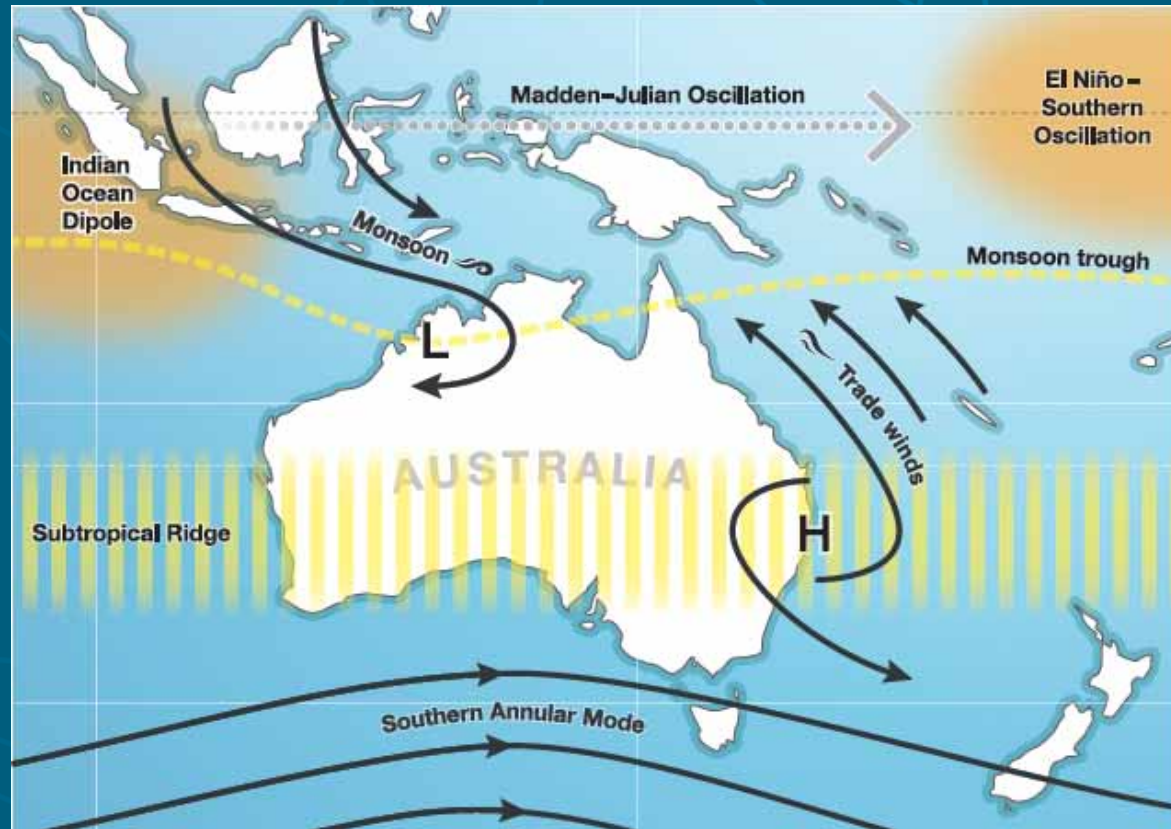 Madden–Julian Oscillation
El Niño–
Southern
Oscillation
Indian
Ocean
Dipole
Monsoon
Monsoon trough
L
Trade winds
AUSTRALIA
Subtropical Ridge
H
Southern Annular Mode